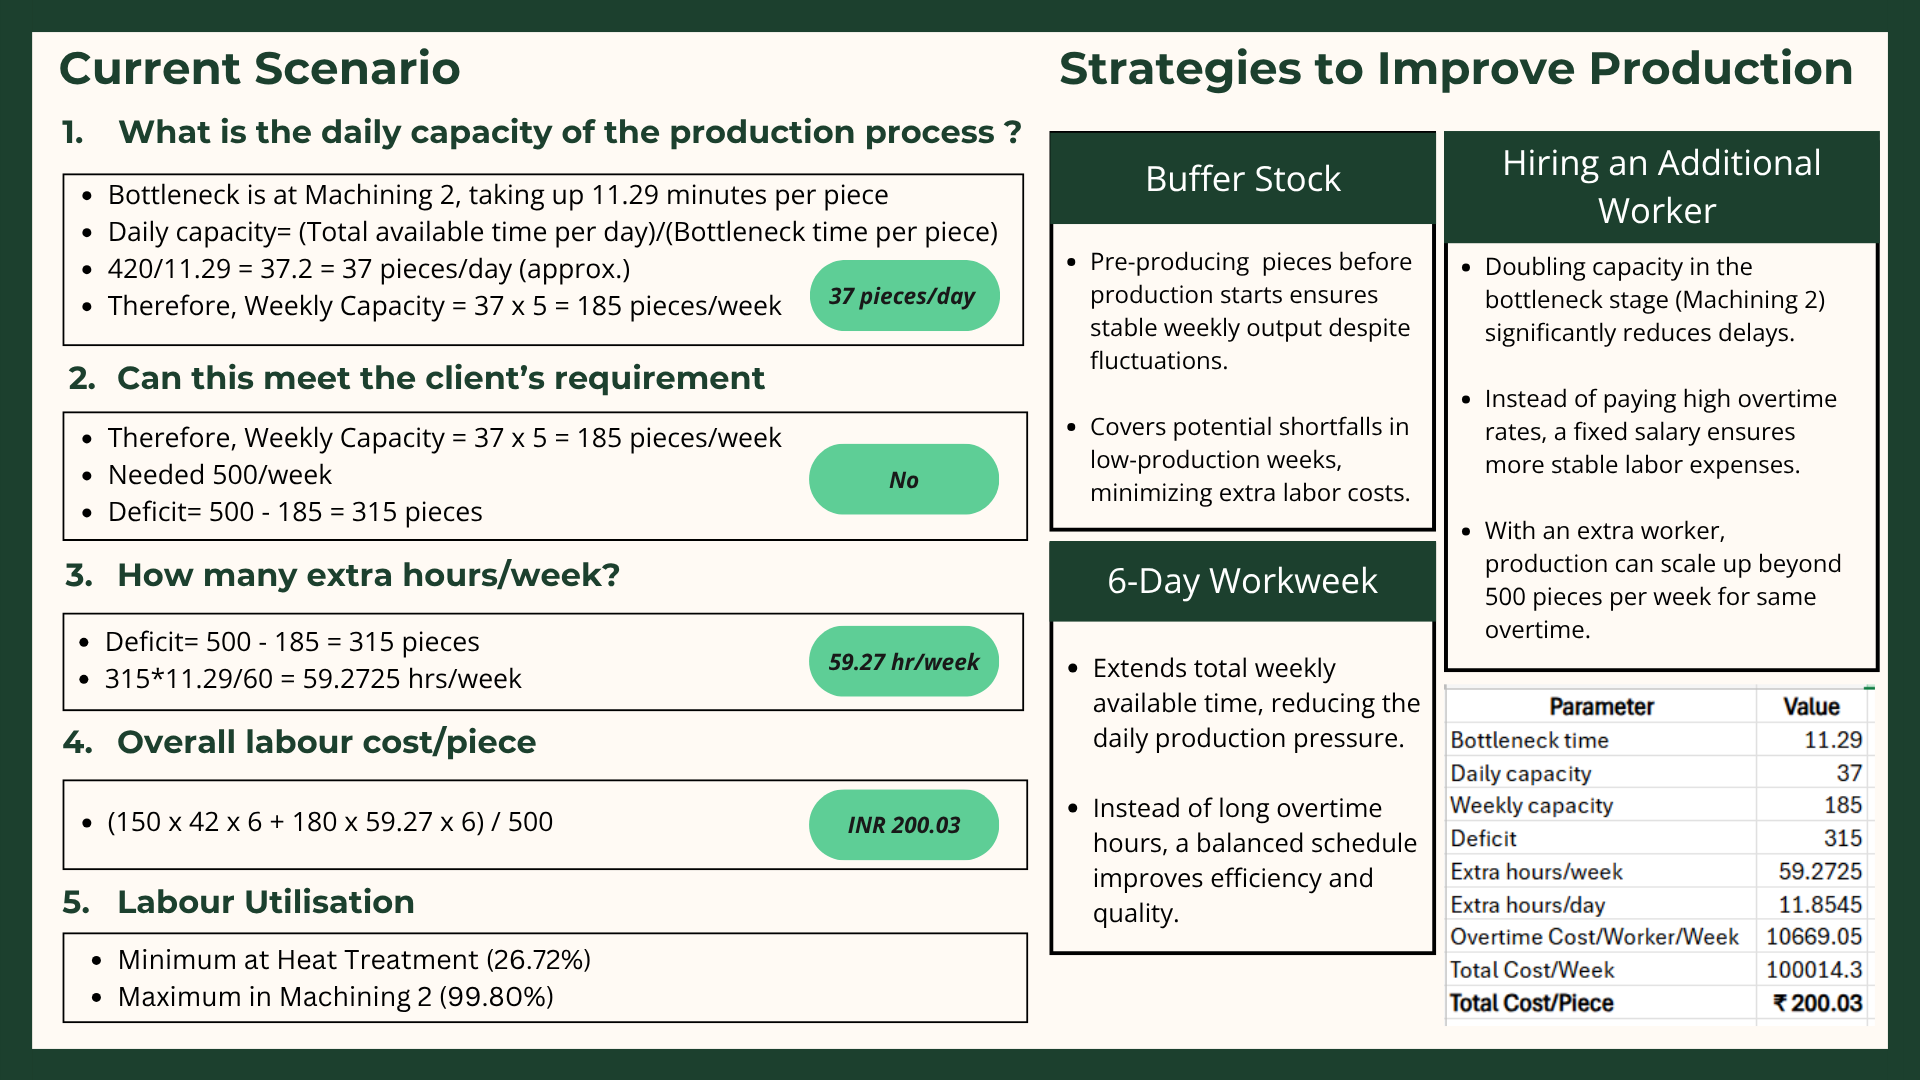 Current Scenario
1. What is the daily capacity of the production process ?
• Bottleneck is at Machining 2, taking up 11.29 minutes per piece
• Daily capacity= (Total available time per day)/(Bottleneck time per piece)
• 420/11.29 = 37.2 = 37 pieces/day (approx.)
• Therefore, Weekly Capacity = 37 x 5 = 185 pieces/week
37 pieces/day
2. Can this meet the client’s requirement
• Therefore, Weekly Capacity = 37 x 5 = 185 pieces/week
• Needed 500/week
• Deficit= 500 - 185 = 315 pieces
No
3. How many extra hours/week?
• Deficit= 500 - 185 = 315 pieces
• 315*11.29/60 = 59.2725 hrs/week
59.27 hr/week
4. Overall labour cost/piece
• (150 x 42 x 6 + 180 x 59.27 x 6) / 500
INR 200.03
5. Labour Utilisation
• Minimum at Heat Treatment (26.72%)
• Maximum in Machining 2 (99.80%)
Strategies to Improve Production
Buffer Stock
• Pre-producing pieces before
production starts ensures
stable weekly output despite
fluctuations.
• Covers potential shortfalls in
low-production weeks,
minimizing extra labor costs.
6-Day Workweek
• Extends total weekly
available time, reducing the
daily production pressure.
• Instead of long overtime
hours, a balanced schedule
improves efficiency and
quality.
Hiring an Additional
Worker
• Doubling capacity in the
bottleneck stage (Machining 2)
significantly reduces delays.
• Instead of paying high overtime
rates, a fixed salary ensures
more stable labor expenses.
• With an extra worker,
production can scale up beyond
500 pieces per week for same
overtime.
Parameter Value
Bottleneck time 11.29
Daily capacity 37
Weekly capacity 185
Deficit 315
Extra hours/week 59.2725
Extra hours/day 11.8545
Overtime Cost/Worker/Week 10669.05
Total Cost/Week 100014.3
Total Cost/Piece ₹ 200.03